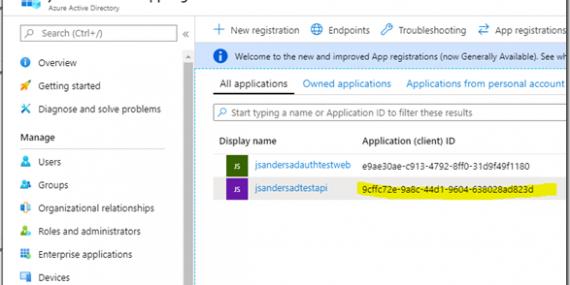 Azure Active Directory
Search (Ctrl+/)
«
Overview
Getting started
Diagnose and solve problems
Manage
Users
Groups
Organizational relationships
Roles and administrators
Enterprise applications
Devices
+ New registration
Endpoints
Troubleshooting
App registrations
Welcome to the new and improved App registrations (now Generally Available). See wh
All applications
Owned applications
Applications from personal account
Start typing a name or Application ID to filter these results
Display name
Application (client) ID
JS
jsandersadauthtestweb
e9ae30ae-c913-4792-8ff0-31d9f49f1180
JS
jsandersadtestapi
9cffc72e-9a8c-44d1-9604-638028ad823d